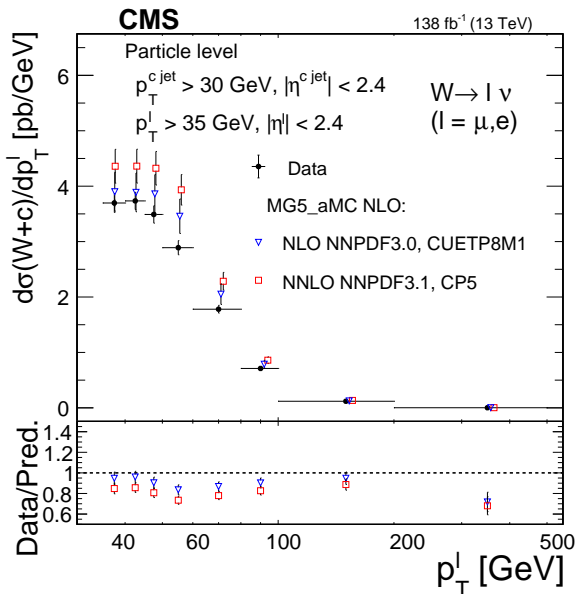 CMS 138 fb⁻¹ (13 TeV)
Particle level
p_T^{c jet} > 30 GeV, |η^{c jet}| < 2.4
p_T^l > 35 GeV, |η^l| < 2.4
W→ l ν
(l = μ,e)
Data
MG5_aMC NLO:
NLO NNPDF3.0, CUETP8M1
NNLO NNPDF3.1, CP5
dσ(W+c)/dp_T^l [pb/GeV]
6
4
2
0
Data/Pred.
1.4
1.2
1
0.8
0.6
40 60 100 200 500
p_T^l [GeV]